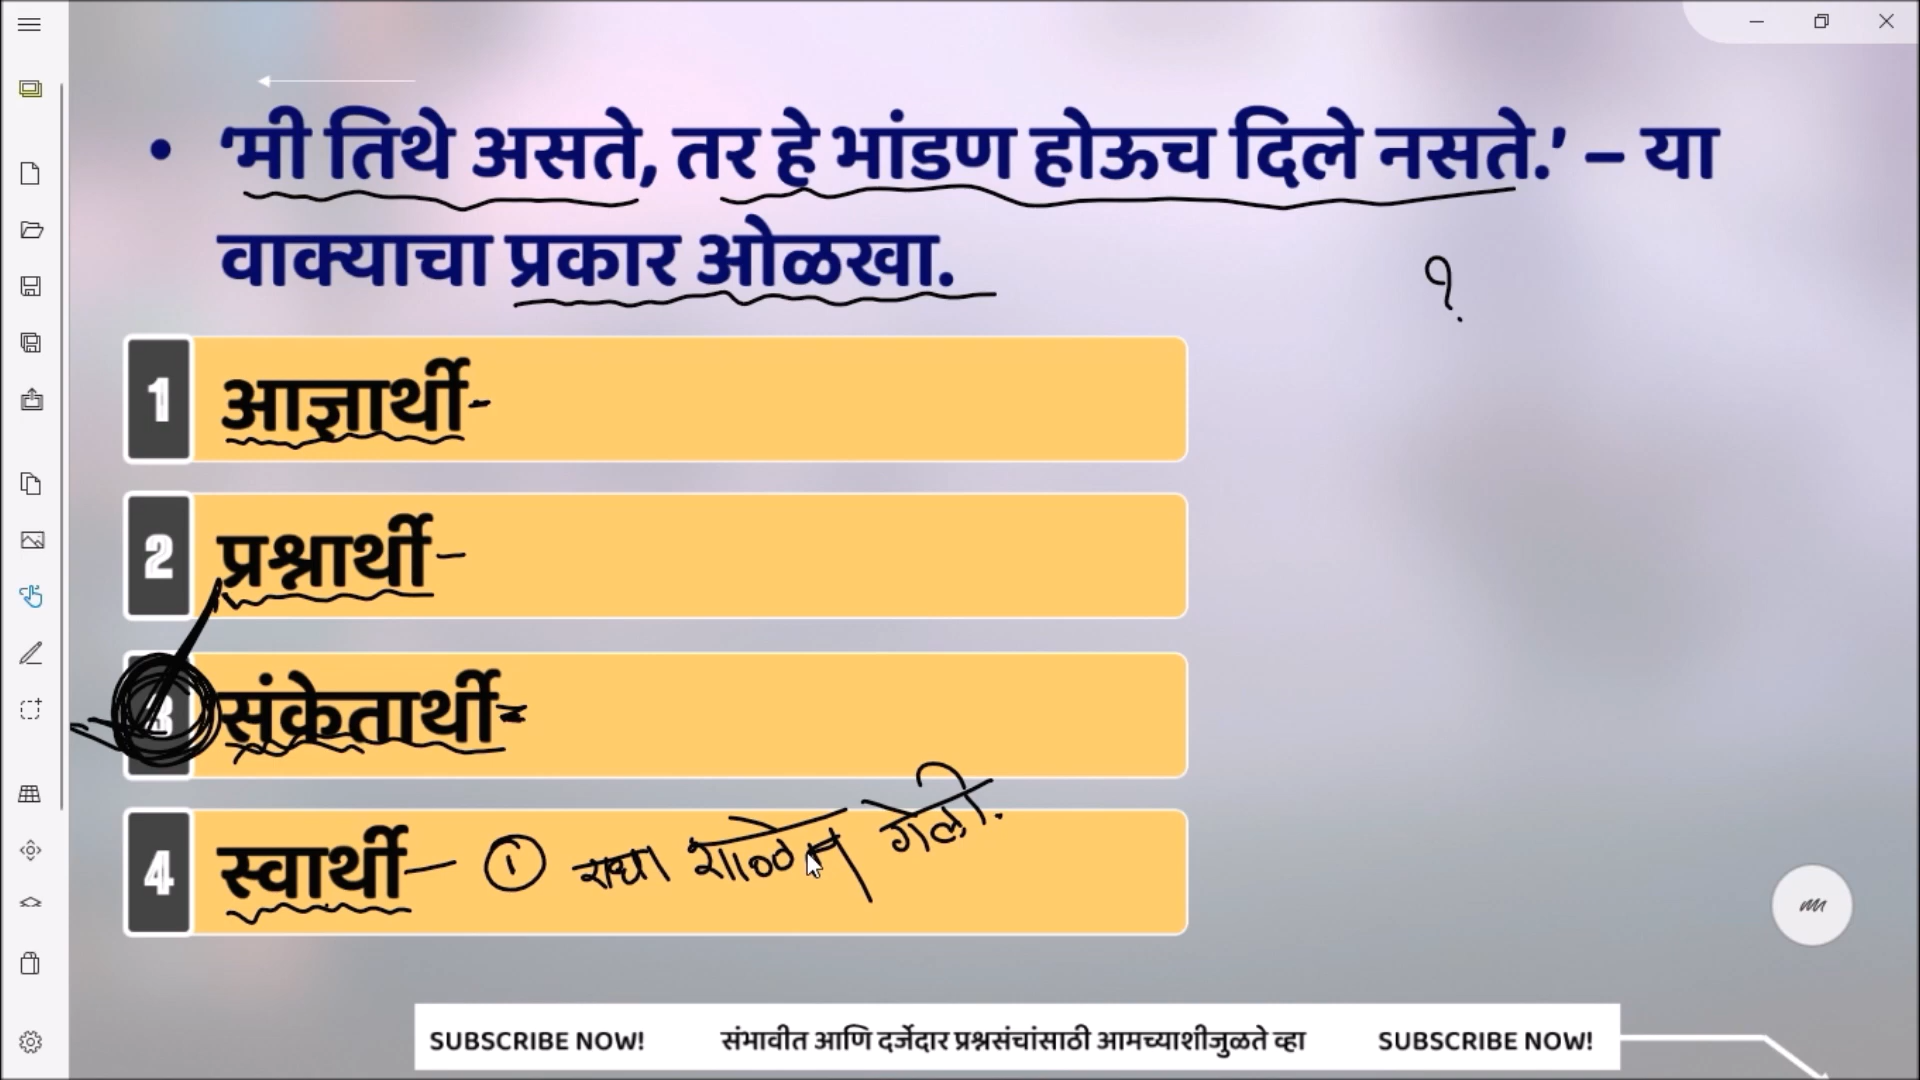 • ‘मी तिथे असते, तर हे भांडण होऊच दिले नसते.’ – या
वाक्याचा प्रकार ओळखा.
?
1 आज्ञार्थी-
2 प्रश्नार्थी-
3 संकेतार्थी-
4 स्वार्थी- ① राधा शाळेत गेली.
SUBSCRIBE NOW! संभावीत आणि दर्जेदार प्रश्नसंचांसाठी आमच्याशीजुळते व्हा SUBSCRIBE NOW!